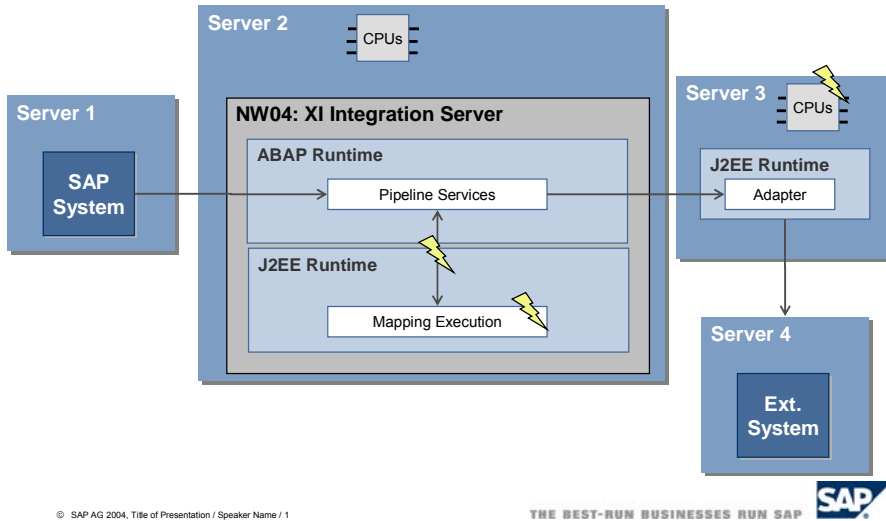 Server 2
CPUs
Server 1
SAP
System
NW04: XI Integration Server
ABAP Runtime
Pipeline Services
J2EE Runtime
Mapping Execution
Server 3
CPUs
J2EE Runtime
Adapter
Server 4
Ext.
System
© SAP AG 2004, Title of Presentation / Speaker Name / 1
THE BEST-RUN BUSINESSES RUN SAP
SAP